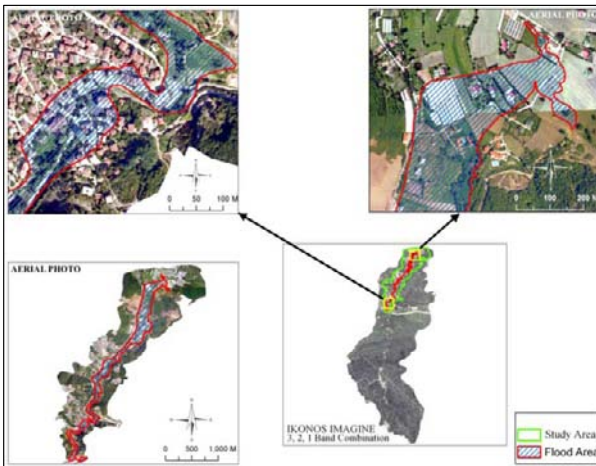 AERIAL PHOTO
0 50 100 M
AERIAL PHOTO
0 100 200 M
AERIAL PHOTO
0 500 1,000 M
IKONOS IMAGINE
3, 2, 1 Band Combination
Study Area
Flood Area